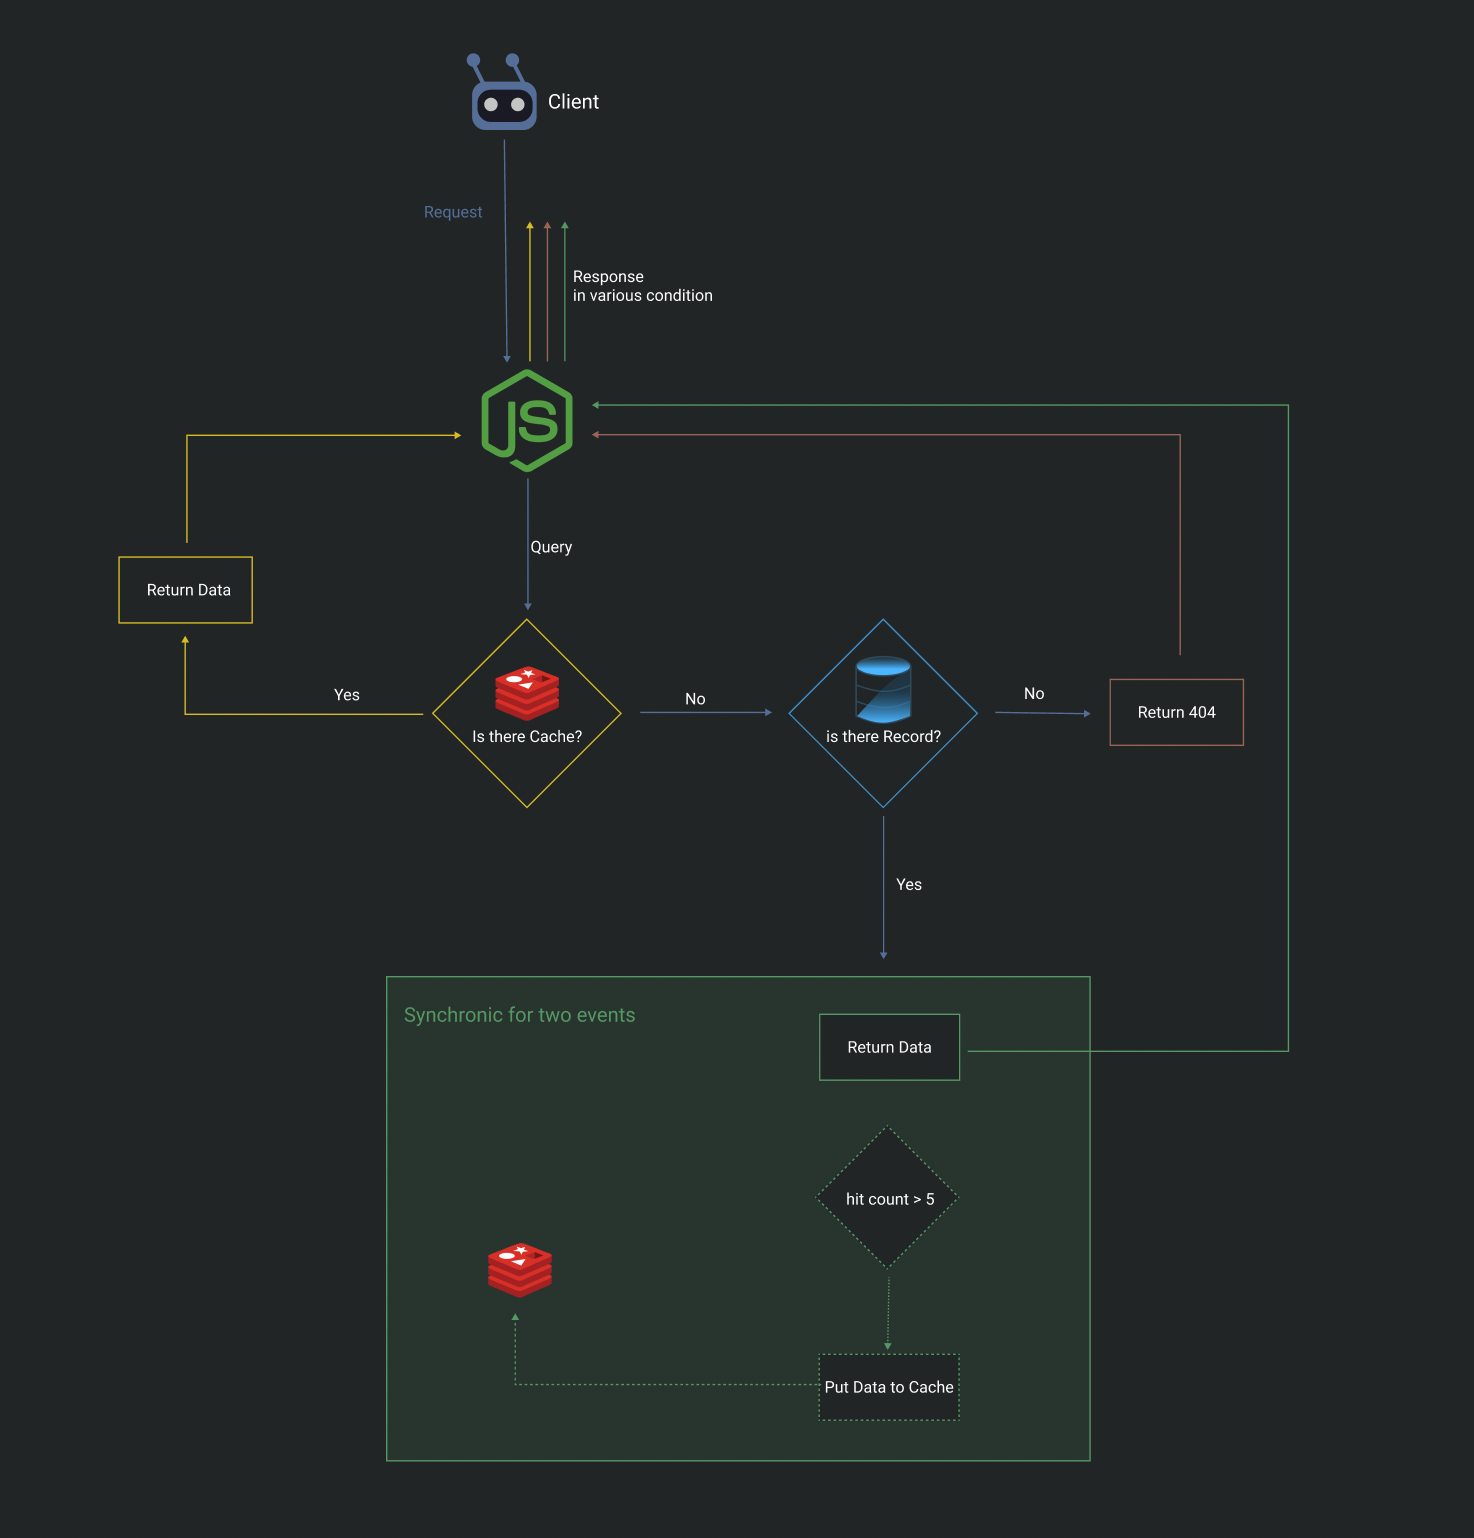 Client
Request
Response
in various condition
JS
Query
Return Data
Yes
Is there Cache?
No
is there Record?
No
Return 404
Yes
Synchronic for two events
Return Data
hit count > 5
Put Data to Cache